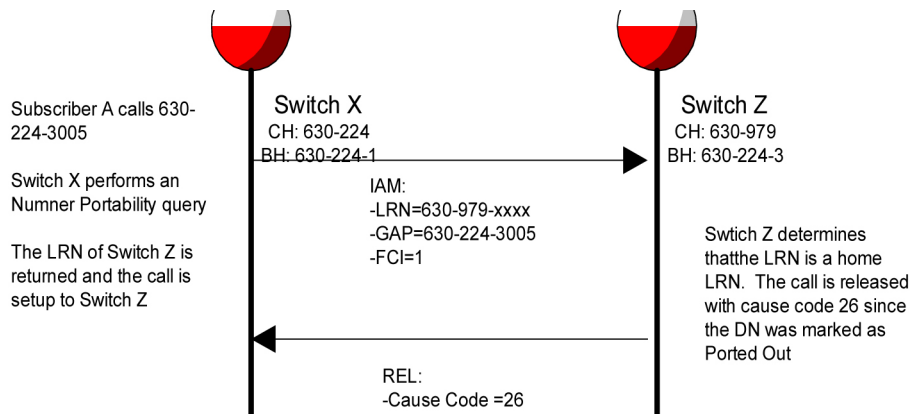 Subscriber A calls 630-
224-3005
Switch X performs an
Numner Portability query
The LRN of Switch Z is
returned and the call is
setup to Switch Z
Switch X
CH: 630-224
BH: 630-224-1
IAM:
-LRN=630-979-xxxx
-GAP=630-224-3005
-FCI=1
REL:
-Cause Code =26
Switch Z
CH: 630-979
BH: 630-224-3
Swtich Z determines
thatthe LRN is a home
LRN. The call is released
with cause code 26 since
the DN was marked as
Ported Out